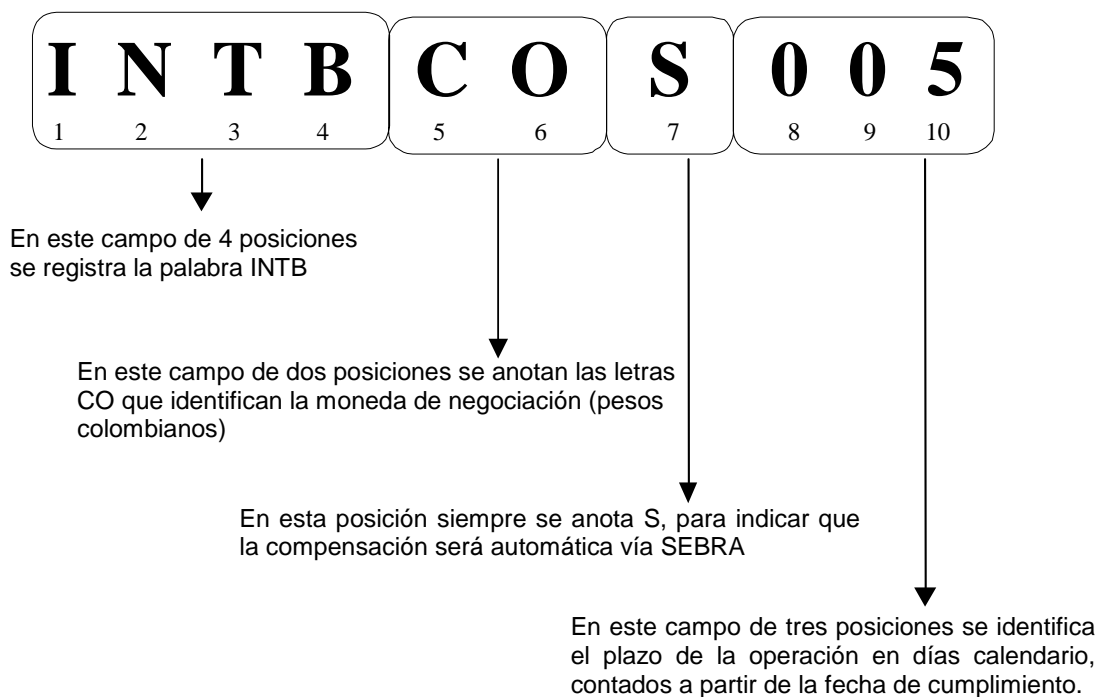 I N T B C O S 0 0 5
1 2 3 4 5 6 7 8 9 10
En este campo de 4 posiciones
se registra la palabra INTB
En este campo de dos posiciones se anotan las letras
CO que identifican la moneda de negociación (pesos
colombianos)
En esta posición siempre se anota S, para indicar que
la compensación será automática vía SEBRA
En este campo de tres posiciones se identifica
el plazo de la operación en días calendario,
contados a partir de la fecha de cumplimiento.